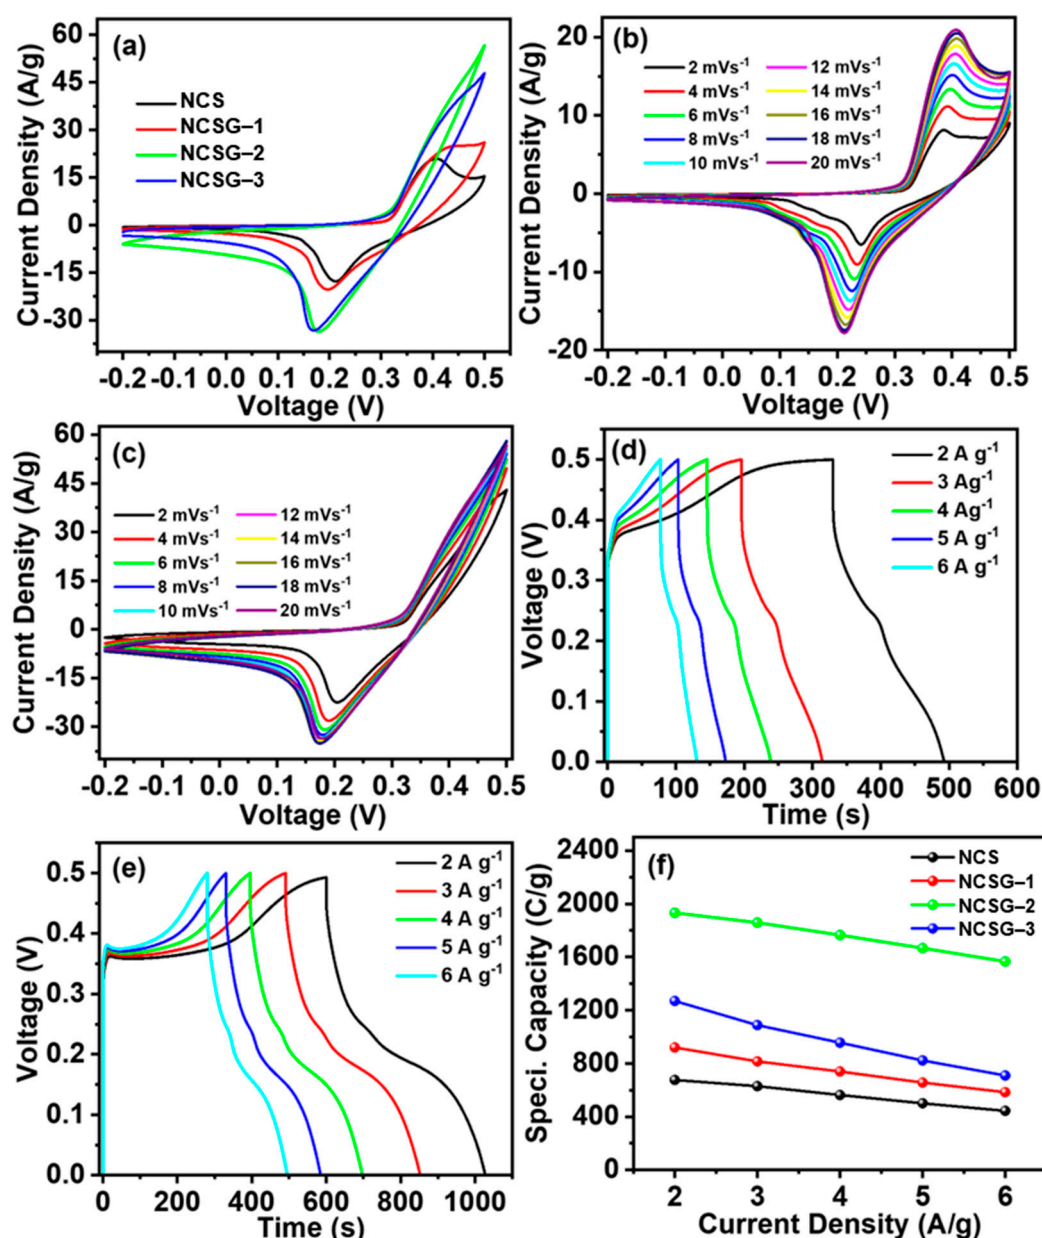 (a)
NCS
NCSG–1
NCSG–2
NCSG–3
60
45
30
15
0
-15
-30
Current Density (A/g)
-0.2 -0.1 0.0 0.1 0.2 0.3 0.4 0.5
Voltage (V)
(b)
2 mVs-1 12 mVs-1
4 mVs-1 14 mVs-1
6 mVs-1 16 mVs-1
8 mVs-1 18 mVs-1
10 mVs-1 20 mVs-1
20
10
0
-10
-20
Current Density (A/g)
-0.2 -0.1 0.0 0.1 0.2 0.3 0.4 0.5
Voltage (V)
(c)
2 mVs-1 12 mVs-1
4 mVs-1 14 mVs-1
6 mVs-1 16 mVs-1
8 mVs-1 18 mVs-1
10 mVs-1 20 mVs-1
60
45
30
15
0
-15
-30
Current Density (A/g)
-0.2 -0.1 0.0 0.1 0.2 0.3 0.4 0.5
Voltage (V)
(d)
2 A g-1
3 Ag-1
4 Ag-1
5 A g-1
6 A g-1
0.5
0.4
0.3
0.2
0.1
0.0
Voltage (V)
0 100 200 300 400 500 600
Time (s)
(e)
2 A g-1
3 A g-1
4 A g-1
5 A g-1
6 A g-1
0.5
0.4
0.3
0.2
0.1
0.0
Voltage (V)
0 200 400 600 800 1000
Time (s)
(f)
NCS
NCSG–1
NCSG–2
NCSG–3
2400
2000
1600
1200
800
400
0
Speci. Capacity (C/g)
2 3 4 5 6
Current Density (A/g)